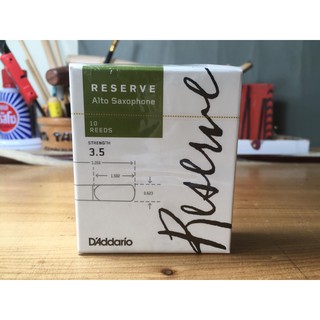 RESERVE
Alto Saxophone
10
REEDS
STRENGTH
3.5
D'Addario
Reserve